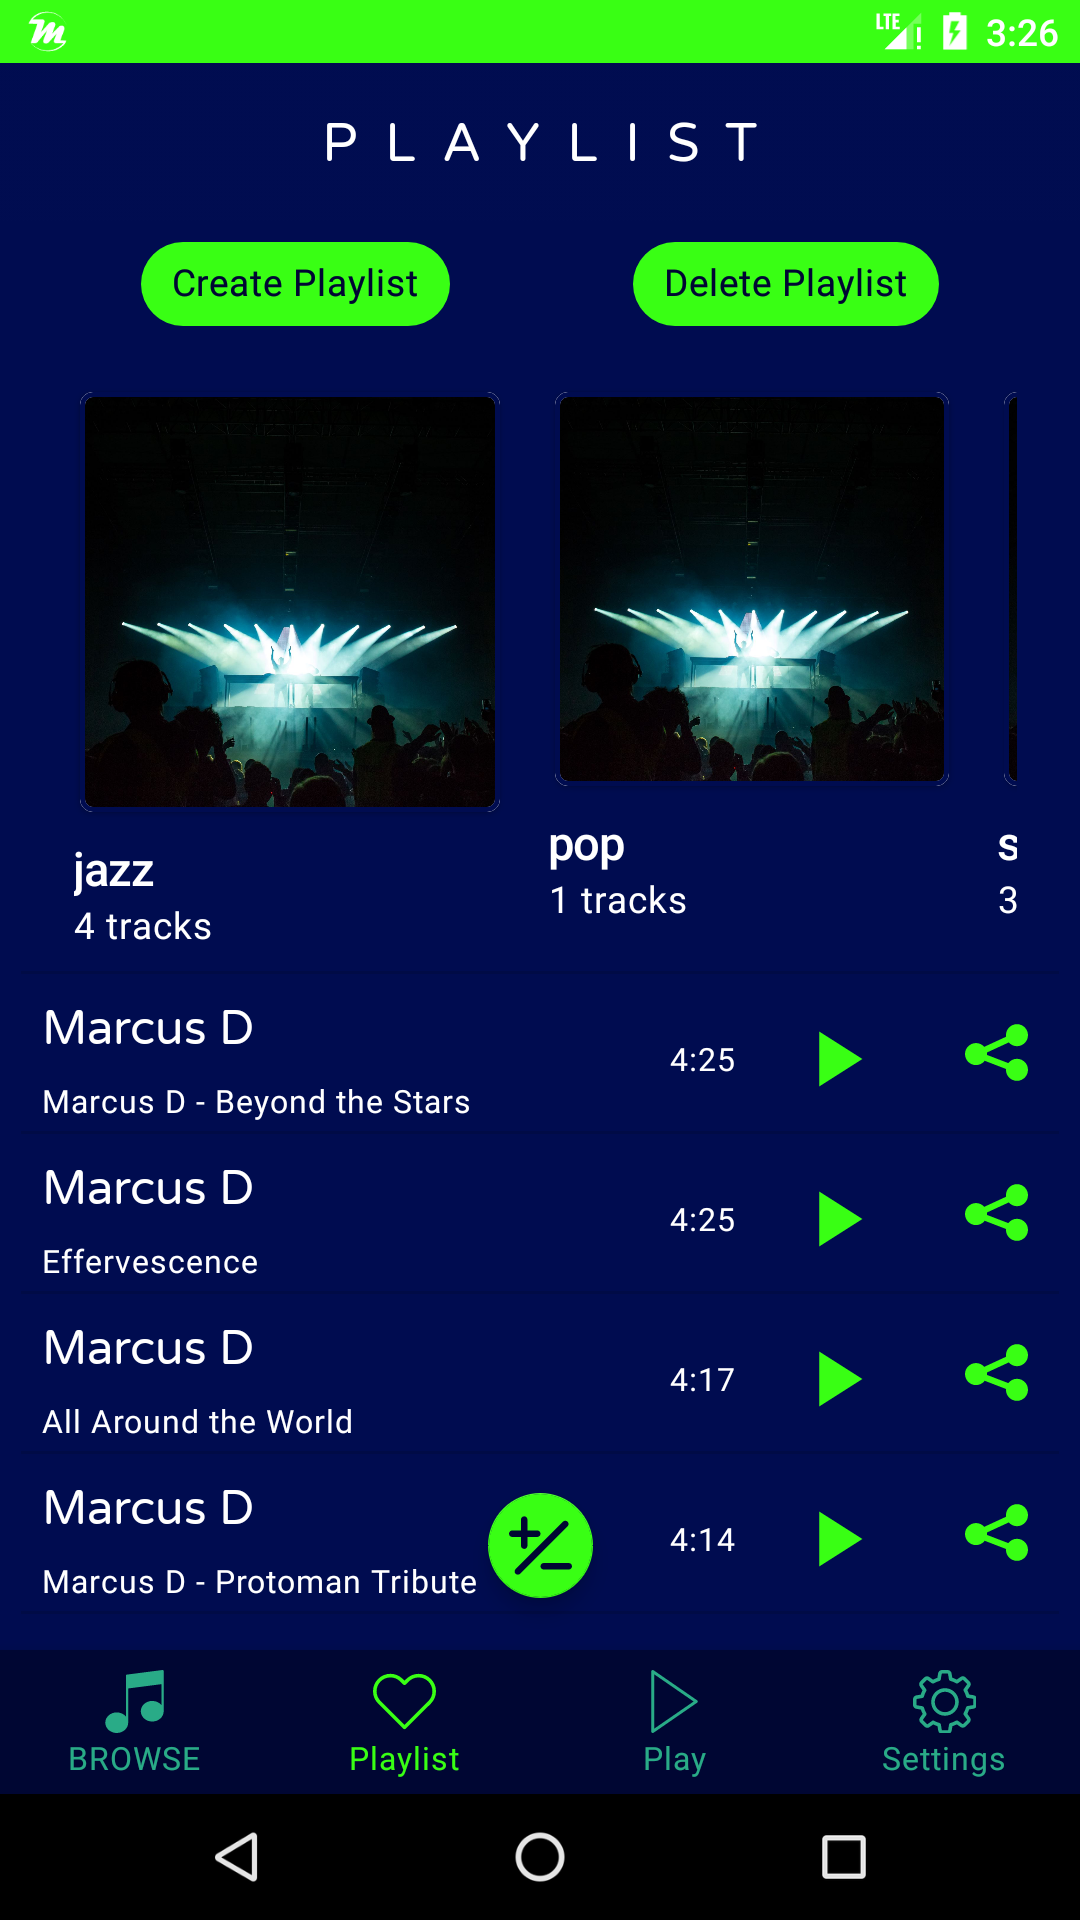 LTE 3:26
PLAYLIST
Create Playlist Delete Playlist
jazz
4 tracks
pop
1 tracks
s
3
Marcus D
Marcus D - Beyond the Stars
4:25
Marcus D
Effervescence
4:25
Marcus D
All Around the World
4:17
Marcus D
Marcus D - Protoman Tribute
4:14
BROWSE Playlist Play Settings